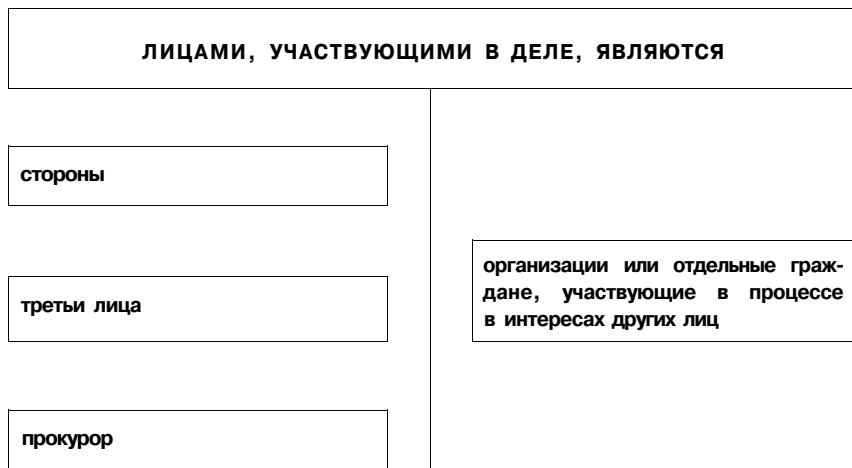 ЛИЦАМИ, УЧАСТВУЮЩИМИ В ДЕЛЕ, ЯВЛЯЮТСЯ
стороны
третьи лица
прокурор
организации или отдельные граж-
дане, участвующие в процессе
в интересах других лиц